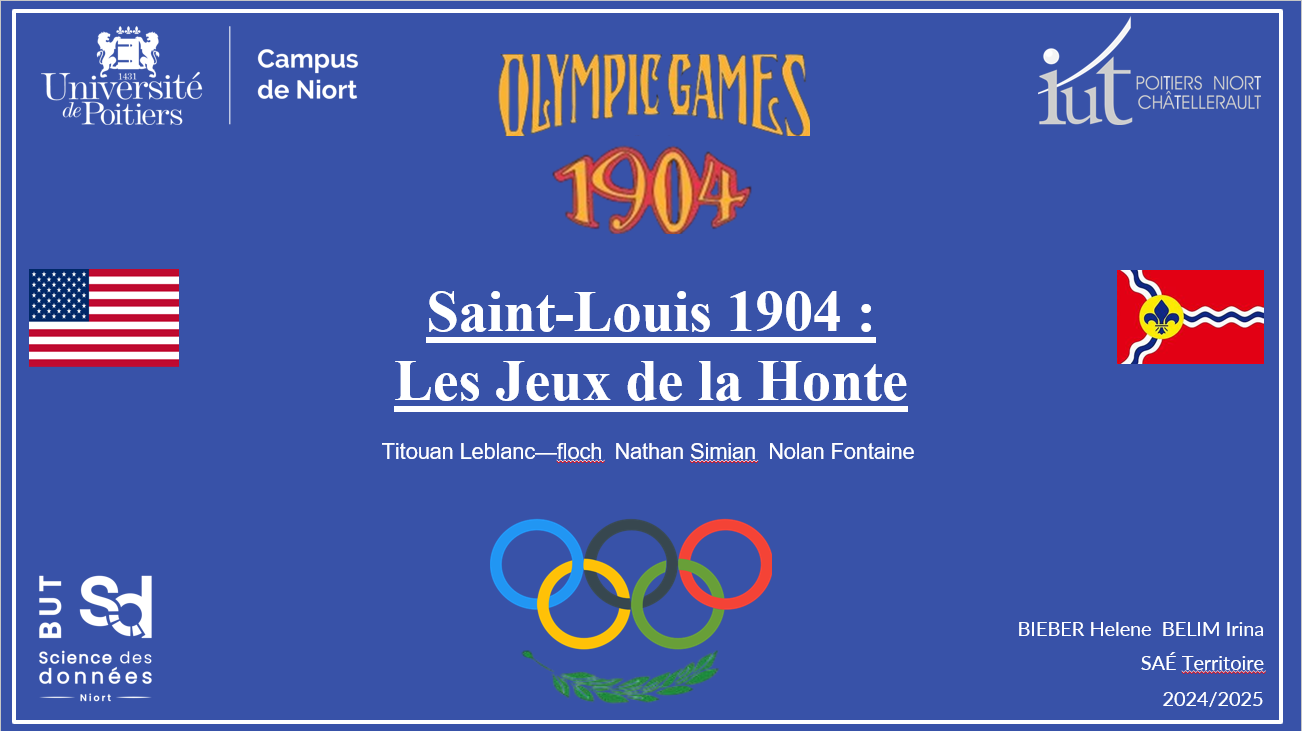 1431
Université
de Poitiers
Campus
de Niort
OLYMPIC GAMES
1904
iut
POITIERS NIORT
CHÂTELLERAULT
Saint-Louis 1904 :
Les Jeux de la Honte
Titouan Leblanc—floch Nathan Simian Nolan Fontaine
BUT
Sd
Science des
données
Niort
BIEBER Helene BELIM Irina
SAÉ Territoire
2024/2025